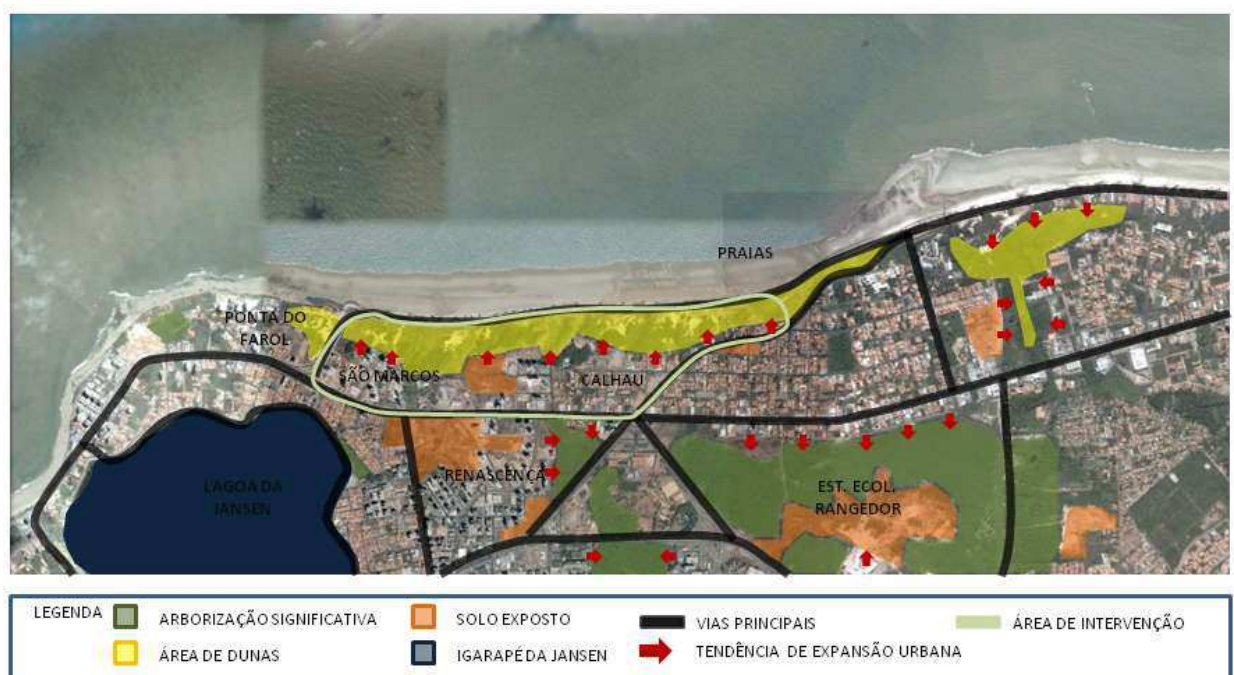 PRAIAS
PONTA DO
FAROL
SÃO MARCOS
CALHAU
RENASCENCA
LAGOA DA
JANSEN
EST. ECOL.
RANGEDOR
LEGENDA
ARBORIZAÇÃO SIGNIFICATIVA
SOLO EXPOSTO
VIAS PRINCIPAIS
ÁREA DE INTERVENÇÃO
ÁREA DE DUNAS
IGARAPÉ DA JANSEN
TENDÊNCIA DE EXPANSÃO URBANA